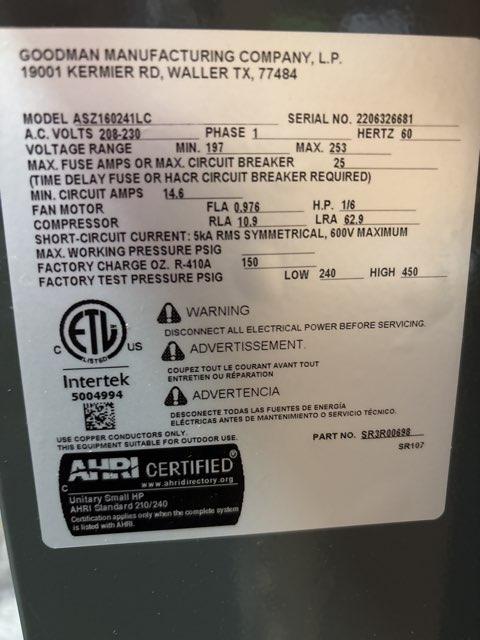 GOODMAN MANUFACTURING COMPANY, L.P.
19001 KERMIER RD, WALLER TX, 77484
MODEL ASZ160241LC SERIAL NO. 2206326681
A.C. VOLTS 208-230 PHASE 1 HERTZ 60
VOLTAGE RANGE MIN. 197 MAX. 253
MAX. FUSE AMPS OR MAX. CIRCUIT BREAKER 25
(TIME DELAY FUSE OR HACR CIRCUIT BREAKER REQUIRED)
MIN. CIRCUIT AMPS 14.6
FAN MOTOR FLA 0.976 H.P. 1/6
COMPRESSOR RLA 10.9 LRA 62.9
SHORT-CIRCUIT CURRENT: 5kA RMS SYMMETRICAL, 600V MAXIMUM
MAX. WORKING PRESSURE PSIG
FACTORY CHARGE OZ. R-410A 150
FACTORY TEST PRESSURE PSIG LOW 240 HIGH 450
WARNING
DISCONNECT ALL ELECTRICAL POWER BEFORE SERVICING.
ADVERTISSEMENT.
COUPEZ TOUT LE COURANT AVANT TOUT
ENTRETIEN OU RÉPARATION
ADVERTENCIA
DESCONECTE TODAS LAS FUENTES DE ENERGÍA
ELÉCTRICAS ANTES DE MANTENIMIENTO O SERVICIO TÉCNICO.
C ETL US
LISTED
Intertek
5004994
USE COPPER CONDUCTORS ONLY.
THIS EQUIPMENT SUITABLE FOR OUTDOOR USE.
PART NO. SR3R00698
SR107
C AHRI CERTIFIED®
www.ahridirectory.org
Unitary Small HP
AHRI Standard 210/240
Certification applies only when the complete system
is listed with AHRI.